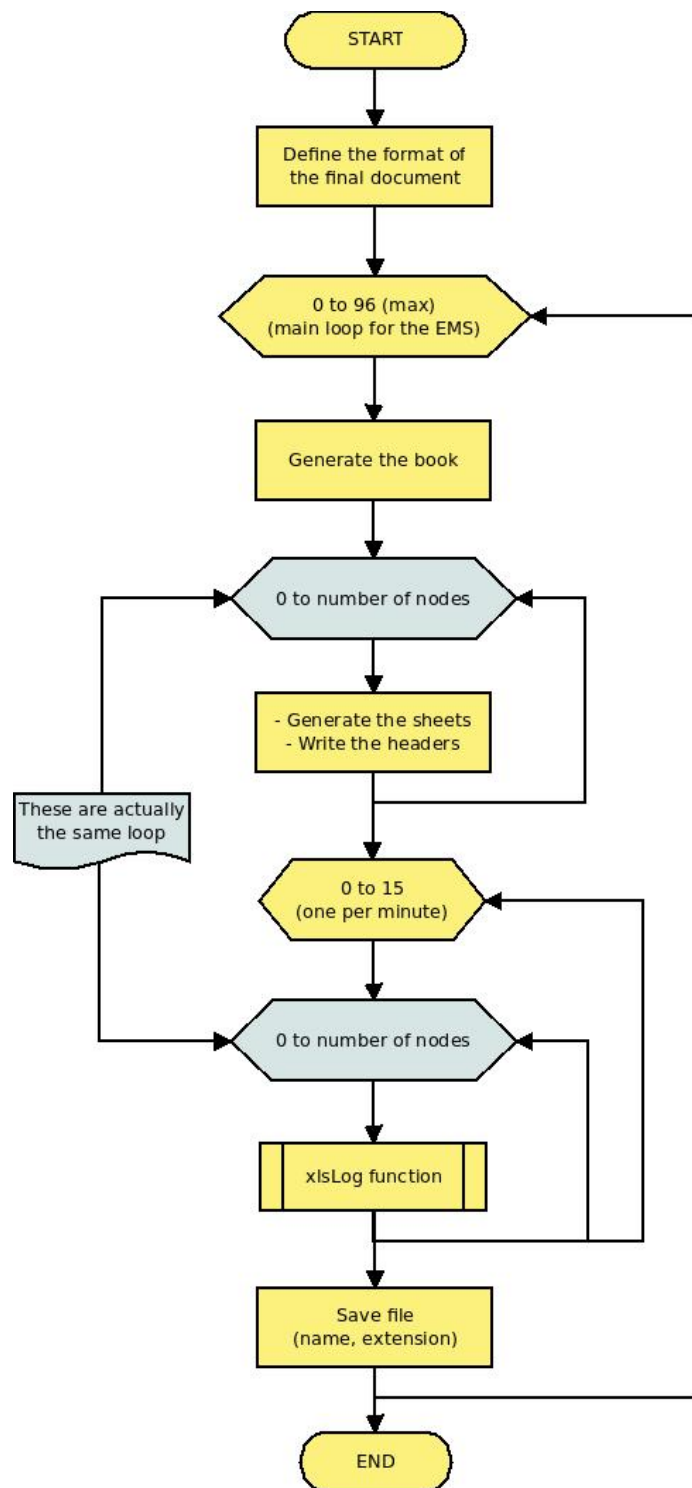 START
Define the format of
the final document
0 to 96 (max)
(main loop for the EMS)
Generate the book
0 to number of nodes
- Generate the sheets
- Write the headers
These are actually
the same loop
0 to 15
(one per minute)
0 to number of nodes
xlsLog function
Save file
(name, extension)
END